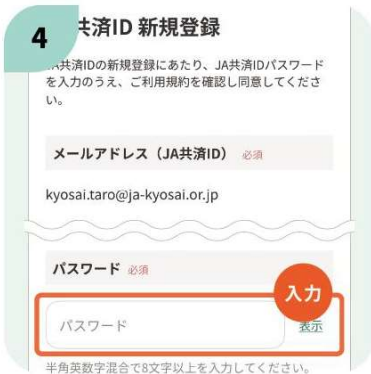 4
共済ID 新規登録
共済IDの新規登録にあたり、JA共済IDパスワード
を入力のうえ、ご利用規約を確認し同意してくださ
い。
メールアドレス（JA共済ID） 必須
kyosai.taro@ja-kyosai.or.jp
パスワード 必須
入力
パスワード 表示
半角英数字混合で8文字以上を入力してください。